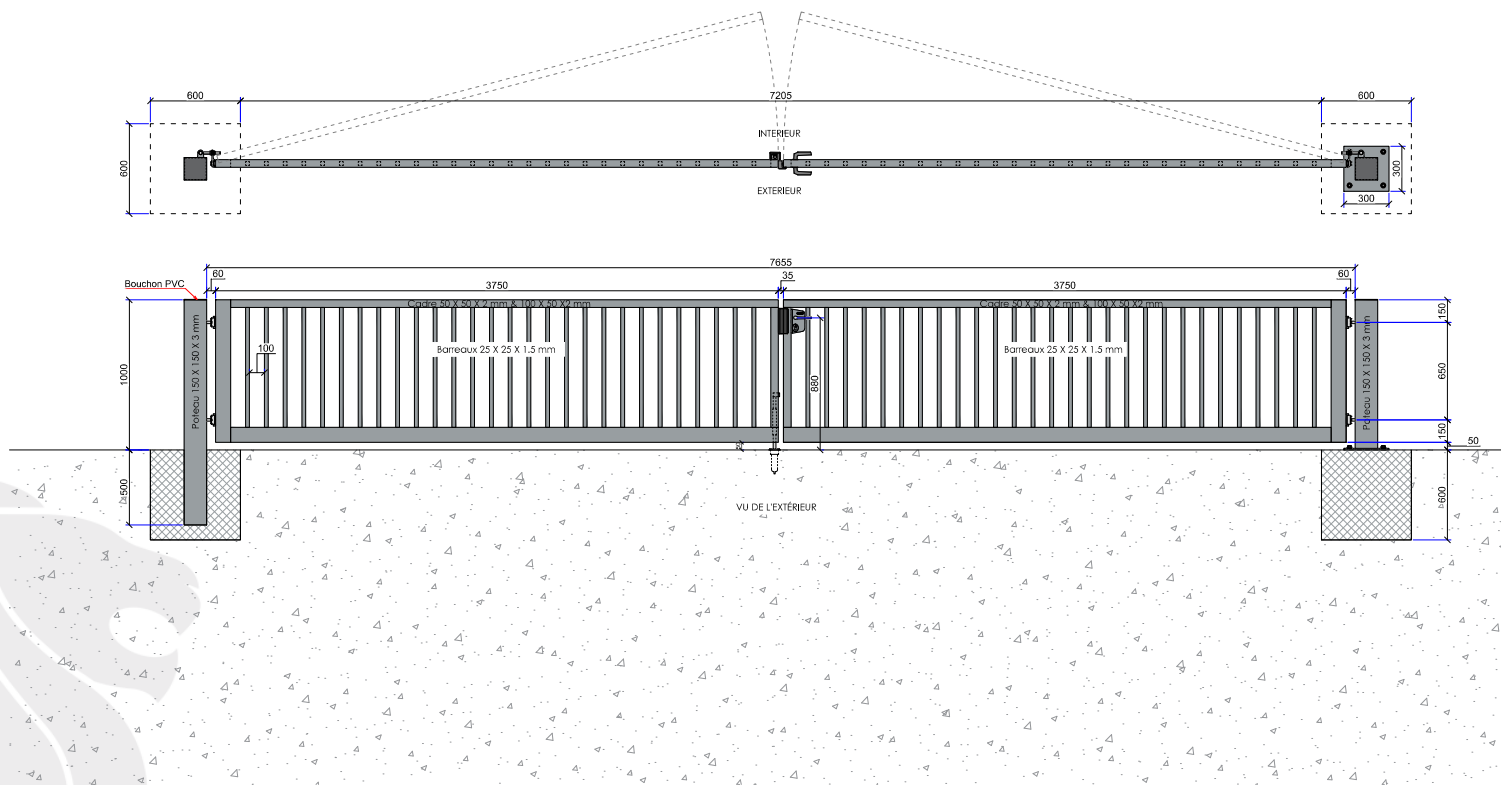 600
7205
600
600
INTERIEUR
EXTERIEUR
300
300
7655
60
3750
35
3750
60
Bouchon PVC
Cadre 50 X 50 X 2 mm & 100 X 50 X2 mm
Cadre 50 X 50 X 2 mm & 100 X 50 X2 mm
Poteau 150 X 150 X 3 mm
Poteau 150 X 150 X 3 mm
Barreaux 25 X 25 X 1.5 mm
Barreaux 25 X 25 X 1.5 mm
100
1000
880
150
650
150
50
500
600
VU DE L'EXTÉRIEUR